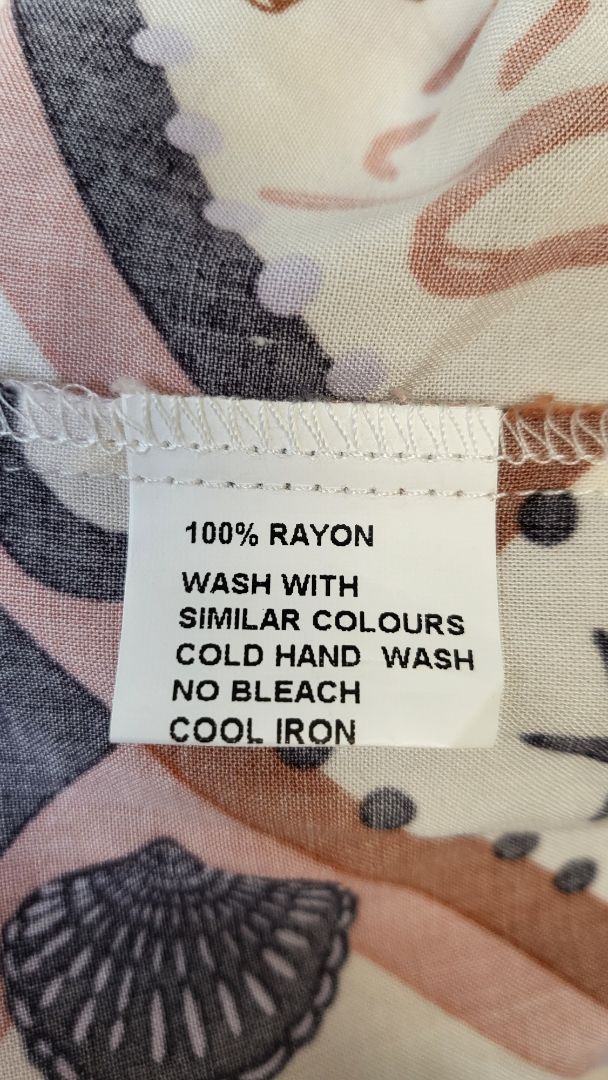 100% RAYON
WASH WITH
SIMILAR COLOURS
COLD HAND WASH
NO BLEACH
COOL IRON